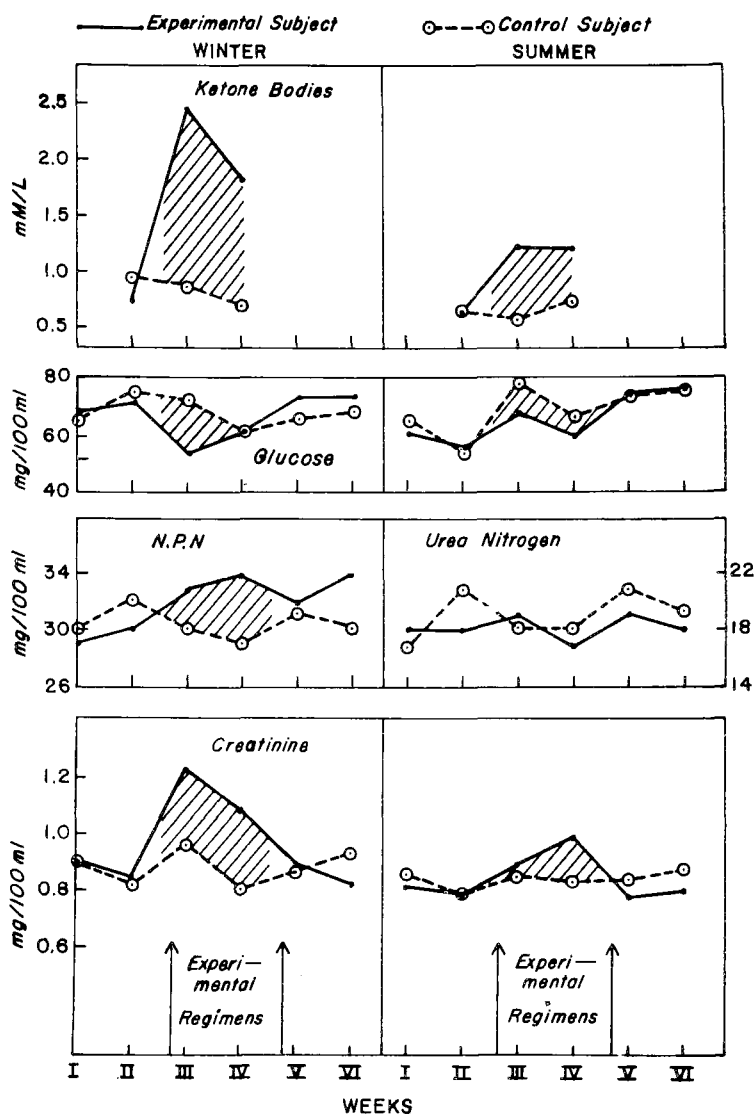 Experimental Subject Control Subject
WINTER SUMMER
Ketone Bodies
2.5
2.0
1.5
1.0
0.5
mM/L
80
60
40
mg/100 ml
Glucose
N.P.N Urea Nitrogen
34
30
26
mg/100 ml
22
18
14
Creatinine
1.2
1.0
0.8
0.6
mg/100 ml
Experi— Experi—
mental mental
Regimens Regimens
I II III IV V VI I II III IV V VI
WEEKS